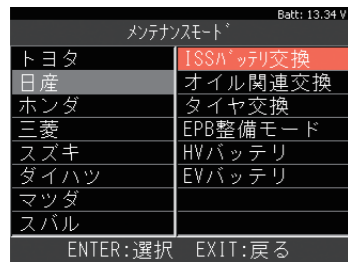 Batt: 13.34 V
メンテナンスモード
トヨタ
日産
ホンダ
三菱
スズキ
ダイハツ
マツダ
スバル
ISSバッテリ交換
オイル関連交換
タイヤ交換
EPB整備モード
HVバッテリ
EVバッテリ
ENTER:選択 EXIT:戻る